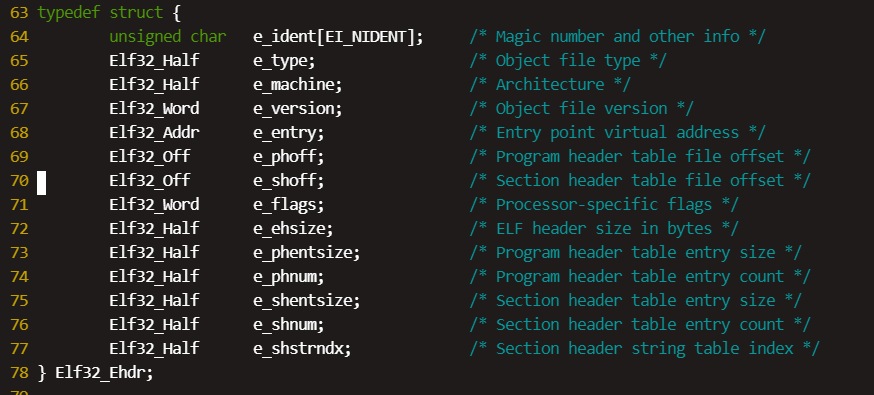 63 typedef struct {
64         unsigned char   e_ident[EI_NIDENT];     /* Magic number and other info */
65         Elf32_Half      e_type;                 /* Object file type */
66         Elf32_Half      e_machine;              /* Architecture */
67         Elf32_Word      e_version;              /* Object file version */
68         Elf32_Addr      e_entry;                /* Entry point virtual address */
69         Elf32_Off       e_phoff;                /* Program header table file offset */
70         Elf32_Off       e_shoff;                /* Section header table file offset */
71         Elf32_Word      e_flags;                /* Processor-specific flags */
72         Elf32_Half      e_ehsize;               /* ELF header size in bytes */
73         Elf32_Half      e_phentsize;            /* Program header table entry size */
74         Elf32_Half      e_phnum;                /* Program header table entry count */
75         Elf32_Half      e_shentsize;            /* Section header table entry size */
76         Elf32_Half      e_shnum;                /* Section header table entry count */
77         Elf32_Half      e_shstrndx;             /* Section header string table index */
78 } Elf32_Ehdr;